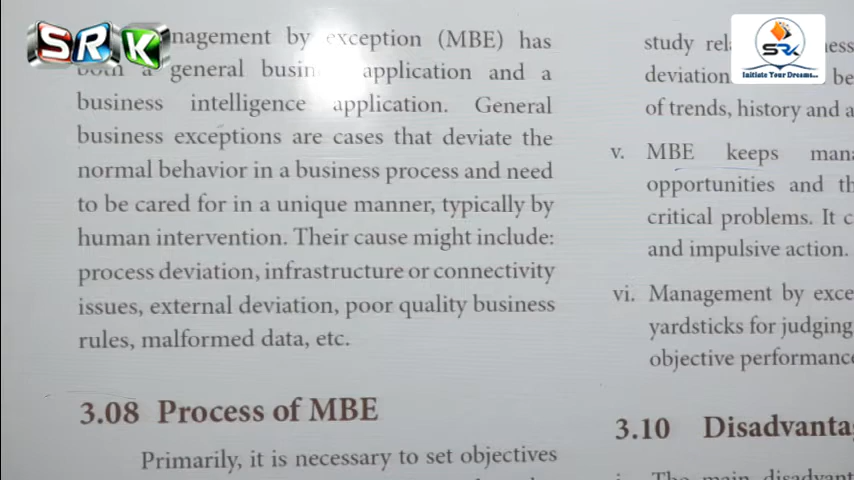 SRK
nagement by exception (MBE) has
both a general busin application and a
business intelligence application. General
business exceptions are cases that deviate the
normal behavior in a business process and need
to be cared for in a unique manner, typically by
human intervention. Their cause might include:
process deviation, infrastructure or connectivity
issues, external deviation, poor quality business
rules, malformed data, etc.
3.08 Process of MBE
Primarily, it is necessary to set objectives
SRK
Initiate Your Dreams...
study rel
deviation be
of trends, history and a
v. MBE keeps mana
opportunities and th
critical problems. It c
and impulsive action.
vi. Management by exce
yardsticks for judging
objective performance
3.10 Disadvanta
i. The main disadvant